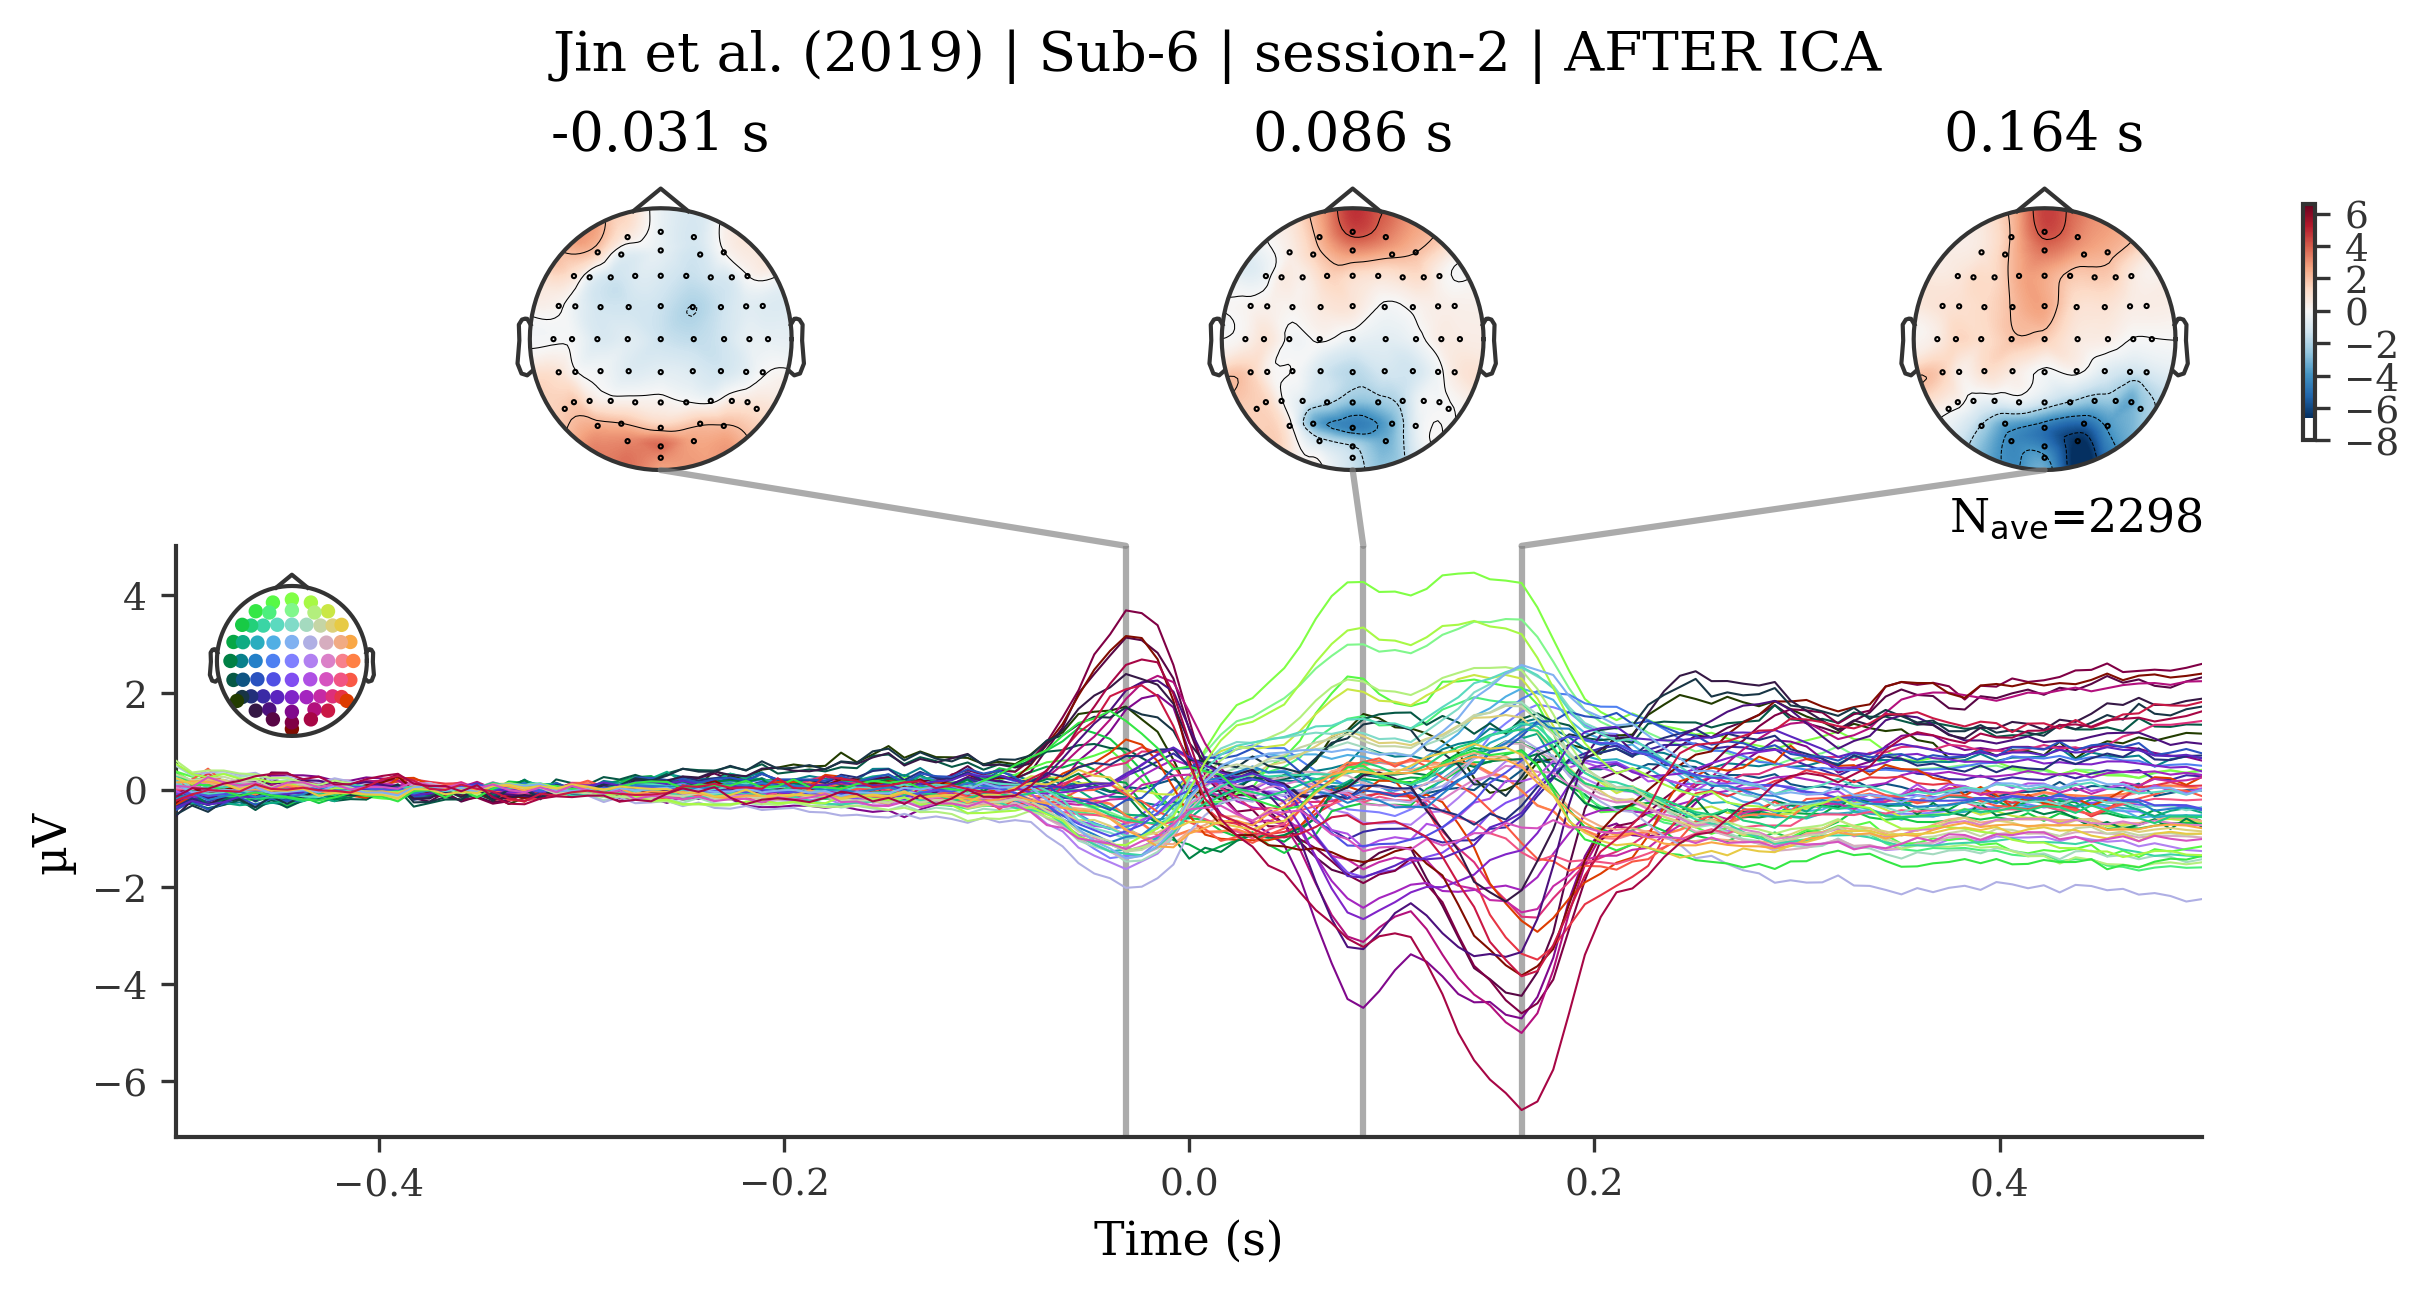 Jin et al. (2019) | Sub-6 | session-2 | AFTER ICA
-0.031 s
0.086 s
0.164 s
6
4
2
0
−2
−4
−6
−8
Nave=2298
4
2
0
−2
−4
−6
µV
−0.4
−0.2
0.0
0.2
0.4
Time (s)